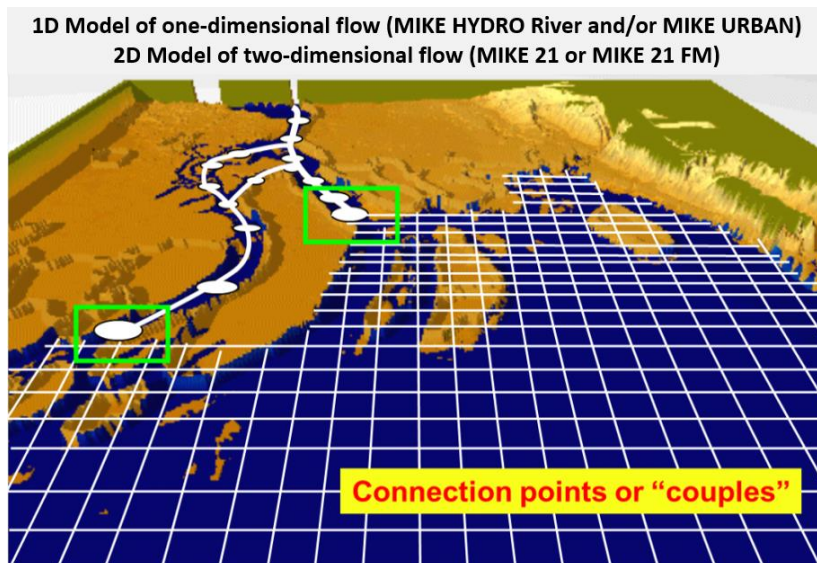 1D Model of one-dimensional flow (MIKE HYDRO River and/or MIKE URBAN)
2D Model of two-dimensional flow (MIKE 21 or MIKE 21 FM)
Connection points or “couples”